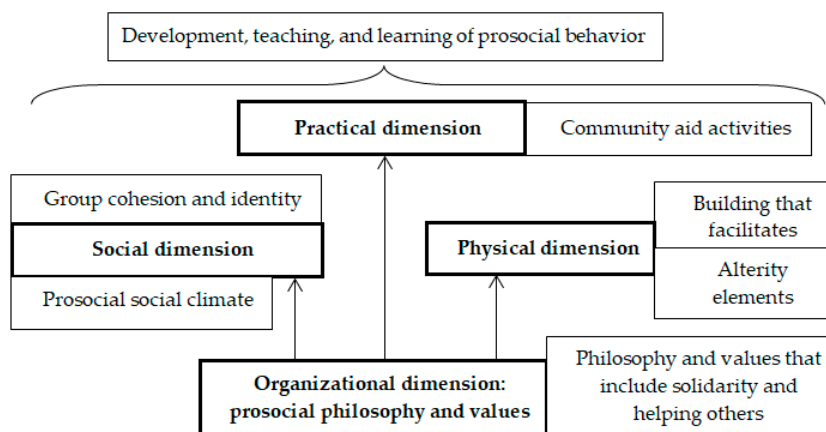 Development, teaching, and learning of prosocial behavior
Practical dimension
Community aid activities
Group cohesion and identity
Social dimension
Prosocial social climate
Physical dimension
Building that
facilitates
Alterity
elements
Organizational dimension:
prosocial philosophy and values
Philosophy and values that
include solidarity and
helping others